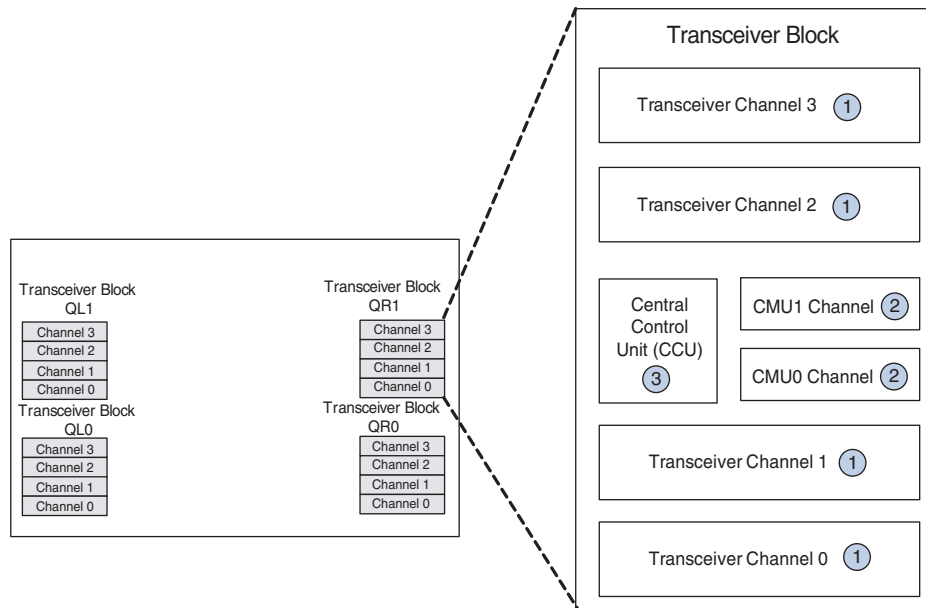 Transceiver Block
QL1
Channel 3
Channel 2
Channel 1
Channel 0
Transceiver Block
QL0
Channel 3
Channel 2
Channel 1
Channel 0
Transceiver Block
QR1
Channel 3
Channel 2
Channel 1
Channel 0
Transceiver Block
QR0
Channel 3
Channel 2
Channel 1
Channel 0
Transceiver Block
Transceiver Channel 3 1
Transceiver Channel 2 1
Central
Control
Unit (CCU)
3
CMU1 Channel 2
CMU0 Channel 2
Transceiver Channel 1 1
Transceiver Channel 0 1